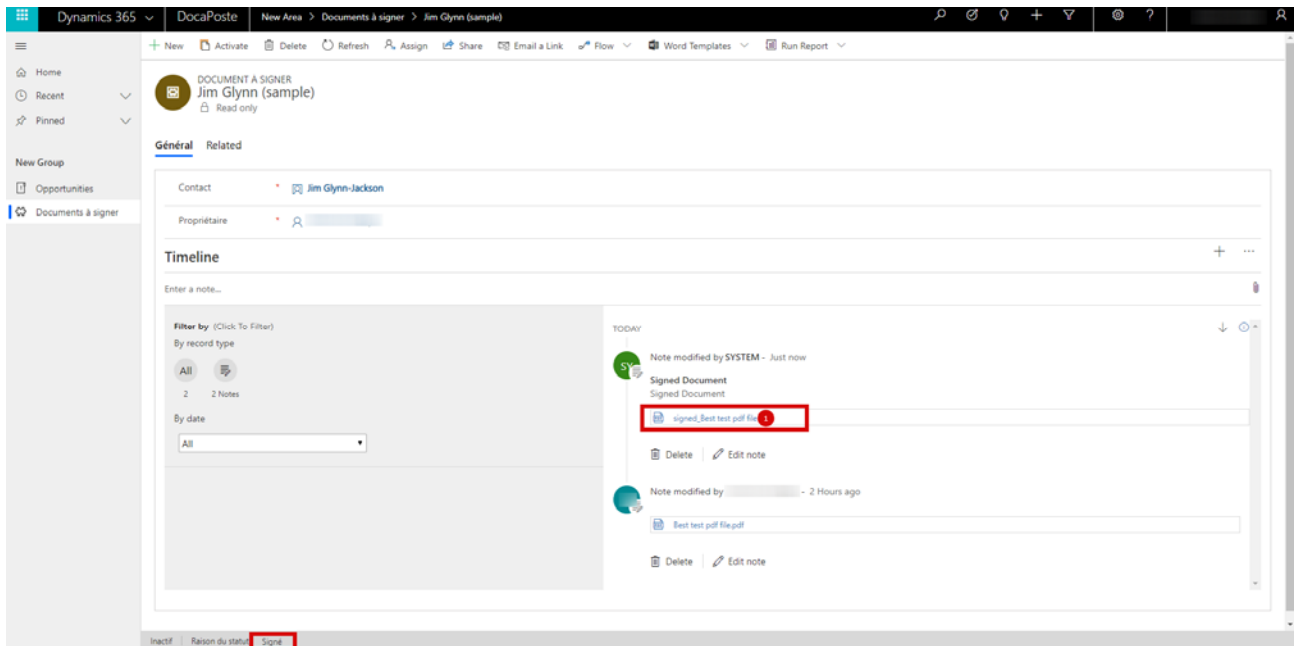 Dynamics 365 DocaPoste New Area > Documents à signer > Jim Glynn (sample)
New Activate Delete Refresh Assign Share Email a Link Flow Word Templates Run Report
Home
Recent
Pinned
New Group
Opportunities
Documents à signer
DOCUMENT A SIGNER
Jim Glynn (sample)
Read only
Général Related
Contact * Jim Glynn-Jackson
Propriétaire *
Timeline
Enter a note...
Filter by (Click To Filter)
By record type
All
2 2 Notes
By date
All
TODAY
SY
Note modified by SYSTEM - Just now
Signed Document
Signed Document
signed_Best test pdf file 1
Delete Edit note
Note modified by - 2 Hours ago
Best test pdf file.pdf
Delete Edit note
Inactif Raison du statut Signé